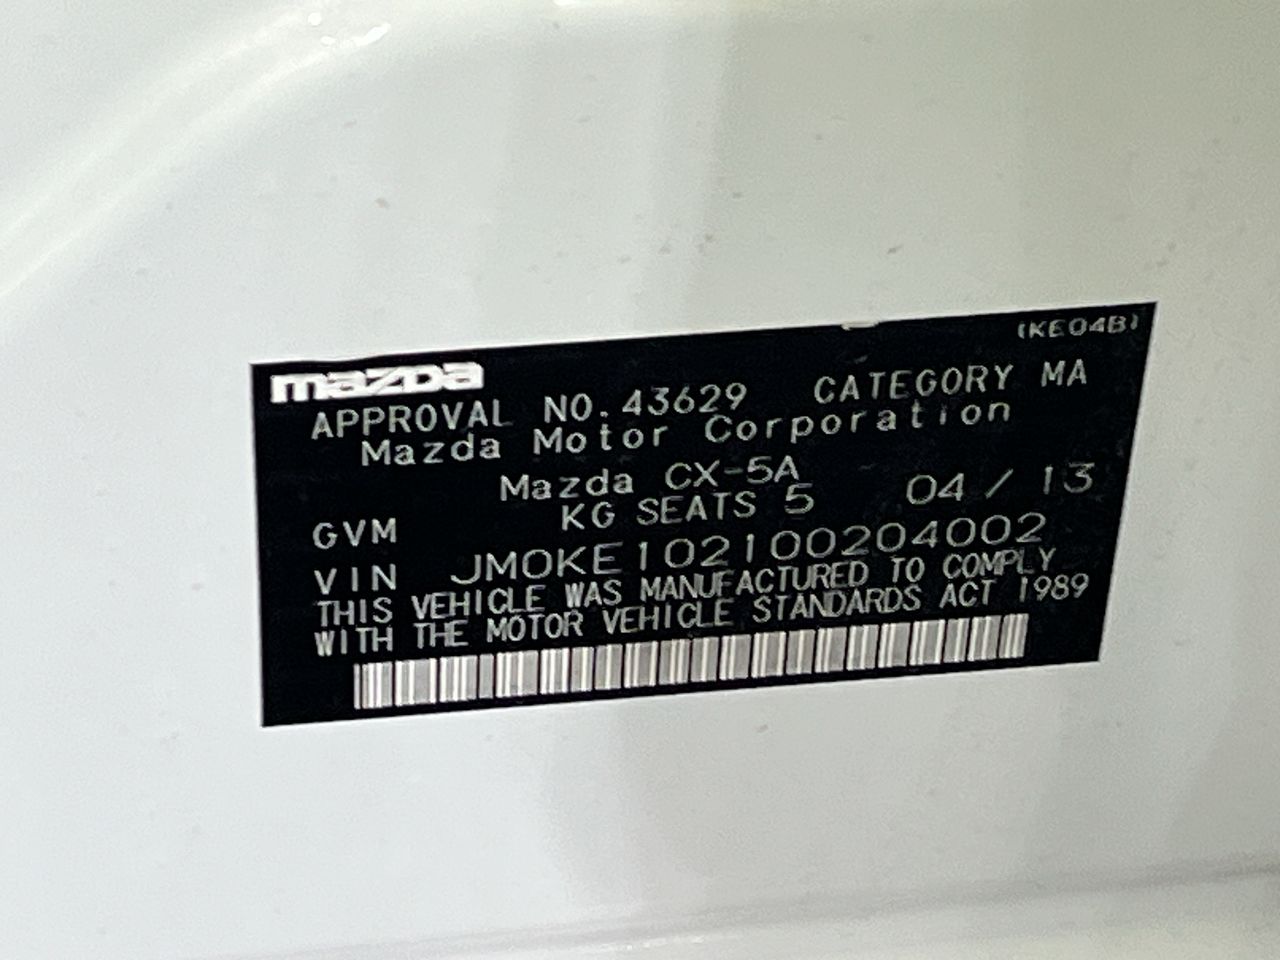 (KE04B)
mazda
APPROVAL NO. 43629 CATEGORY MA
Mazda Motor Corporation
Mazda CX-5A
GVM KG SEATS 5 04 / 13
VIN JM0KE102100204002
THIS VEHICLE WAS MANUFACTURED TO COMPLY
WITH THE MOTOR VEHICLE STANDARDS ACT 1989